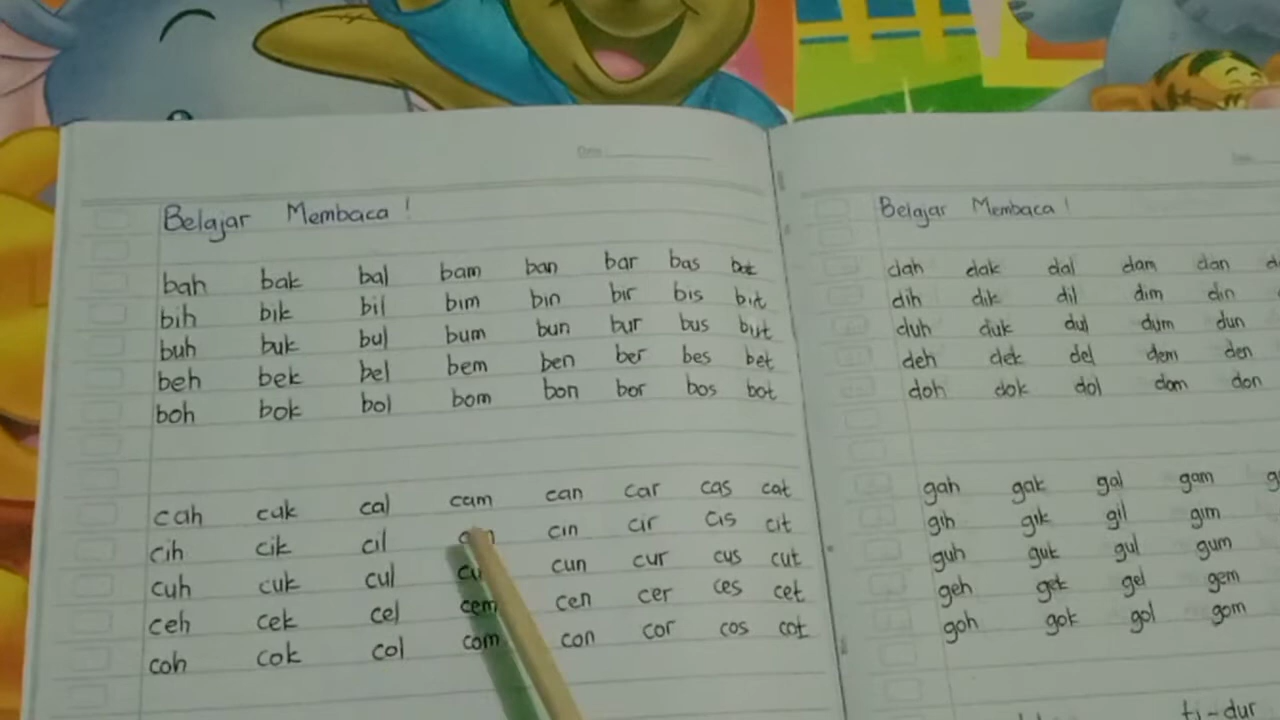 Date:
Belajar Membaca!
bah bak bal bam ban bar bas bat
bih bik bil bim bin bir bis bit
buh buk bul bum bun bur bus but
beh bek bel bem ben ber bes bet
boh bok bol bom bon bor bos bot
cah cak cal cam can car cas cat
cih cik cil cin cir cis cit
cuh cuk cul cun cur cus cut
ceh cek cel cem cen cer ces cet
coh cok col com con cor cos cot
Belajar Membaca!
dah dak dal dam dan
dih dik dil dim din
duh duk dul dum dun
deh dek del dem den
doh dok dol dom don
gah gak gal gam
gih gik gil gim
guh guk gul gum
geh gek gel gem
goh gok gol gom
ti-dur